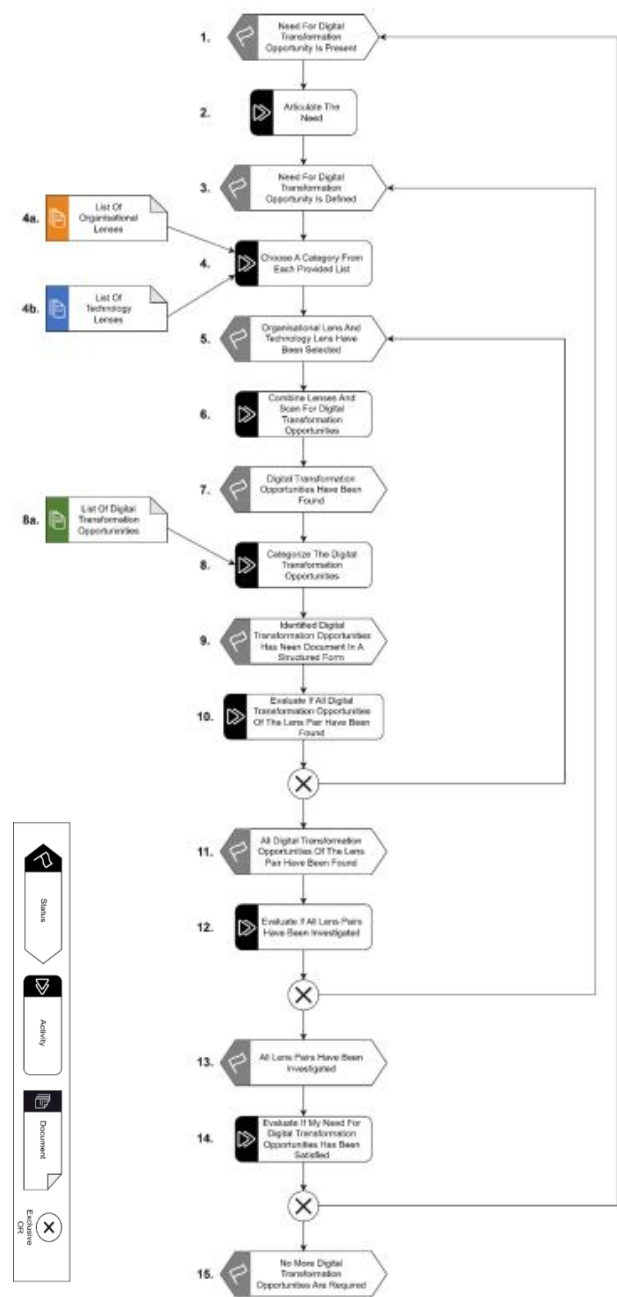 1.
Need For Digital
Transformation
Opportunity Is Present
2.
Articulate The
Need
3.
Need For Digital
Transformation
Opportunity Is Defined
4a.
List Of
Organisational
Lenses
4.
Choose A Category From
Each Provided List
4b.
List Of
Technology
Lenses
5.
Organisational Lens And
Technology Lens Have
Been Selected
6.
Combine Lenses And
Scan For Digital
Transformation
Opportunities
7.
Digital Transformation
Opportunities Have Been
Found
8a.
List Of Digital
Transformation
Opportuninities
8.
Categorize The Digital
Transformation
Opportunities
9.
Identified Digital
Transformation Opportunities
Has Neen Document In A
Structured Form
10.
Evaluate If All Digital
Transformation Opportunities
Of The Lens Pair Have Been
Found
11.
All Digital Transformation
Opportunities Of The Lens
Pair Have Been Found
12.
Evaluate If All Lens Pairs
Have Been Investigated
13.
All Lens Pairs Have Been
Investigated
14.
Evaluate If My Need For
Digital Transformation
Opportunities Has Been
Satisfied
15.
No More Digital
Transformation
Opportunities Are Required
Status
Activity
Document
Exclusive
OR